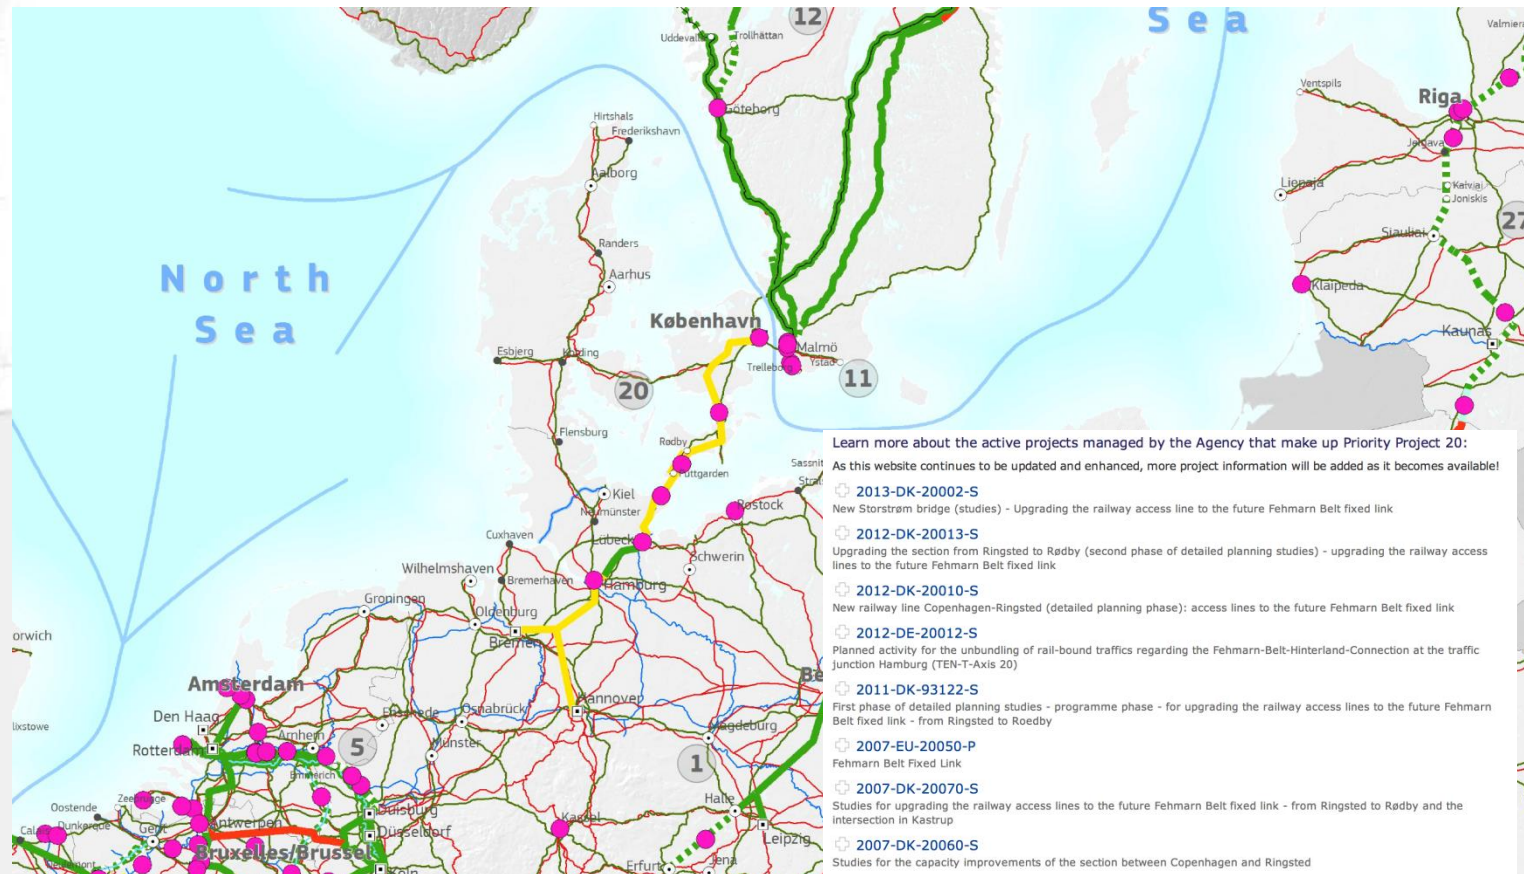 12
Sea
Valmiera
Uddevalla
Trollhättan
Ventspils
Göteborg
Riga
Hirtshals
Frederikshavn
Jelgava
Aalborg
Liepaja
Kalviai
Joniskis
27
Siauliai
Randers
Aarhus
North
Sea
Klaipeda
København
Kaunas
Malmö
Esbjerg
Kolding
Trelleborg
Ystad
20
11
Flensburg
Rødby
Puttgarden
Sassnit
Stral
Kiel
Neumünster
Rostock
Cuxhaven
Lübeck
Schwerin
Wilhelmshaven
Bremerhaven
Hamburg
Groningen
Oldenburg
Bremen
orwich
Be
Amsterdam
Hannover
Den Haag
Enschede
Osnabrück
Magdeburg
lixstowe
Rotterdam
Arnhem
5
Münster
1
Emmerich
Zeebrugge
Oostende
Duisburg
Halle
Calais
Dunkerque
Gent
Antwerpen
Düsseldorf
Kassel
Leipzig
Bruxelles/Brussel
Köln
Erfurt
Jena
Learn more about the active projects managed by the Agency that make up Priority Project 20:
As this website continues to be updated and enhanced, more project information will be added as it becomes available!
2013-DK-20002-S
New Storstrøm bridge (studies) - Upgrading the railway access line to the future Fehmarn Belt fixed link
2012-DK-20013-S
Upgrading the section from Ringsted to Rødby (second phase of detailed planning studies) - upgrading the railway access
lines to the future Fehmarn Belt fixed link
2012-DK-20010-S
New railway line Copenhagen-Ringsted (detailed planning phase): access lines to the future Fehmarn Belt fixed link
2012-DE-20012-S
Planned activity for the unbundling of rail-bound traffics regarding the Fehmarn-Belt-Hinterland-Connection at the traffic
junction Hamburg (TEN-T-Axis 20)
2011-DK-93122-S
First phase of detailed planning studies - programme phase - for upgrading the railway access lines to the future Fehmarn
Belt fixed link - from Ringsted to Roedby
2007-EU-20050-P
Fehmarn Belt Fixed Link
2007-DK-20070-S
Studies for upgrading the railway access lines to the future Fehmarn Belt fixed link - from Ringsted to Rødby and the
intersection in Kastrup
2007-DK-20060-S
Studies for the capacity improvements of the section between Copenhagen and Ringsted